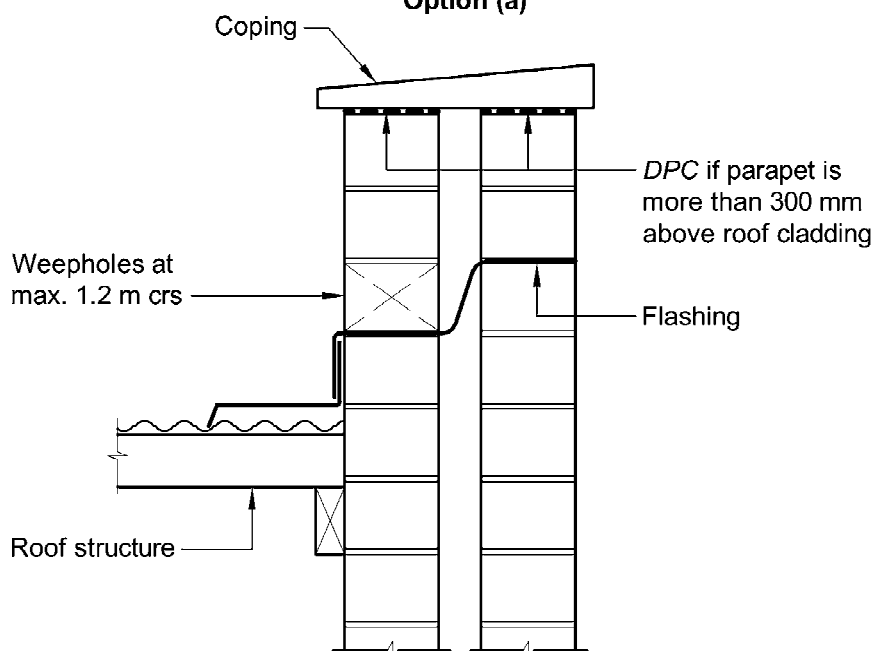 Option (a)
Coping
DPC if parapet is
more than 300 mm
above roof cladding
Weepholes at
max. 1.2 m crs
Flashing
Roof structure